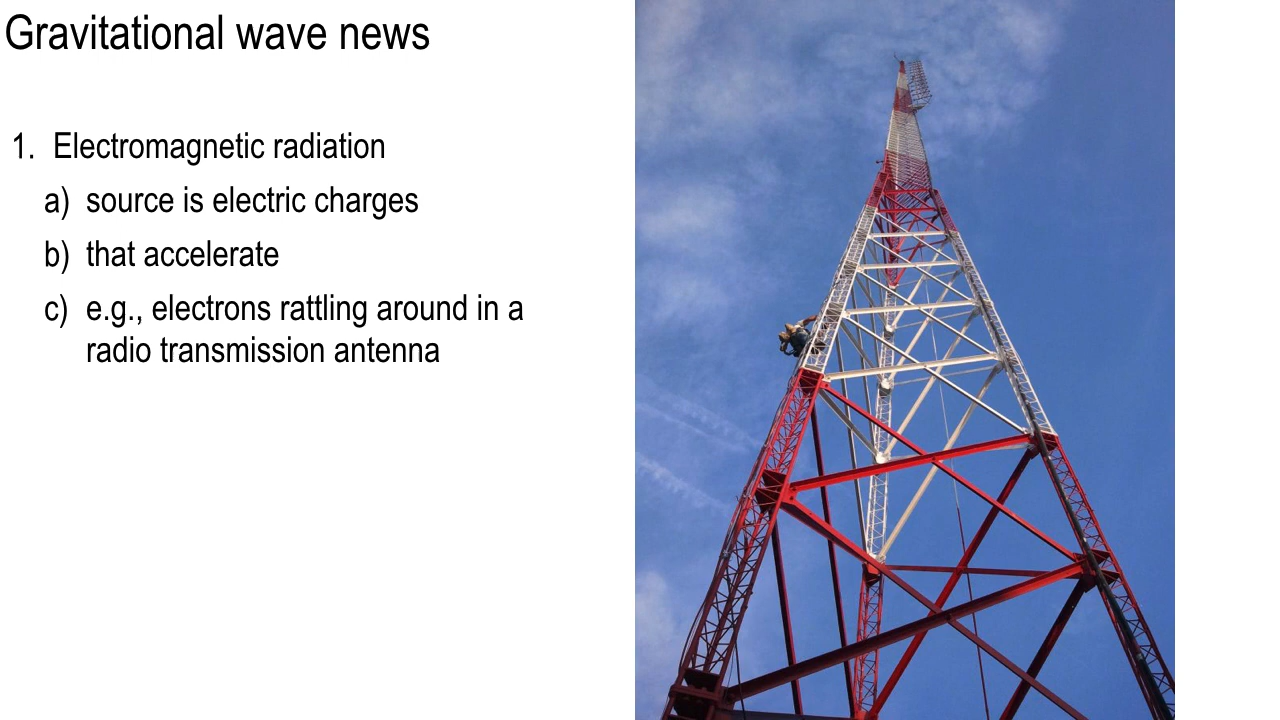 Gravitational wave news
1. Electromagnetic radiation
a) source is electric charges
b) that accelerate
c) e.g., electrons rattling around in a
radio transmission antenna